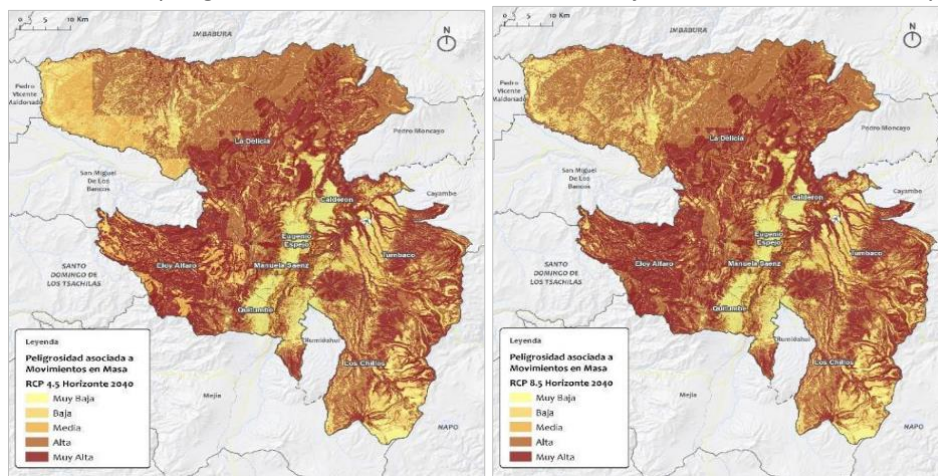 0 5 10 Km
IMBABURA
N
Pedro
Vicente
Maldonado
La Delicia
Pedro Moncayo
San Miguel
De Los
Bancos
Cayambe
Calderon
Eugenio
Espejo
Tumbaco
Eloy Alfaro
Manuela Saenz
SANTO
DOMINGO DE
LOS TSACHILAS
Quitumbe
Rumiñahui
Los Chillos
Mejia
NAPO
Leyenda
Peligrosidad asociada a
Movimientos en Masa
RCP 4.5 Horizonte 2040
Muy Baja
Baja
Media
Alta
Muy Alta
0 5 10 Km
IMBABURA
N
Pedro
Vicente
Maldonado
La Delicia
Pedro Moncayo
San Miguel
De Los
Bancos
Cayambe
Calderon
Eugenio
Espejo
Tumbaco
Eloy Alfaro
Manuela Saenz
SANTO
DOMINGO DE
LOS TSACHILAS
Quitumbe
Rumiñahui
Los Chillos
Mejia
NAPO
Leyenda
Peligrosidad asociada a
Movimientos en Masa
RCP 8.5 Horizonte 2040
Muy Baja
Baja
Media
Alta
Muy Alta